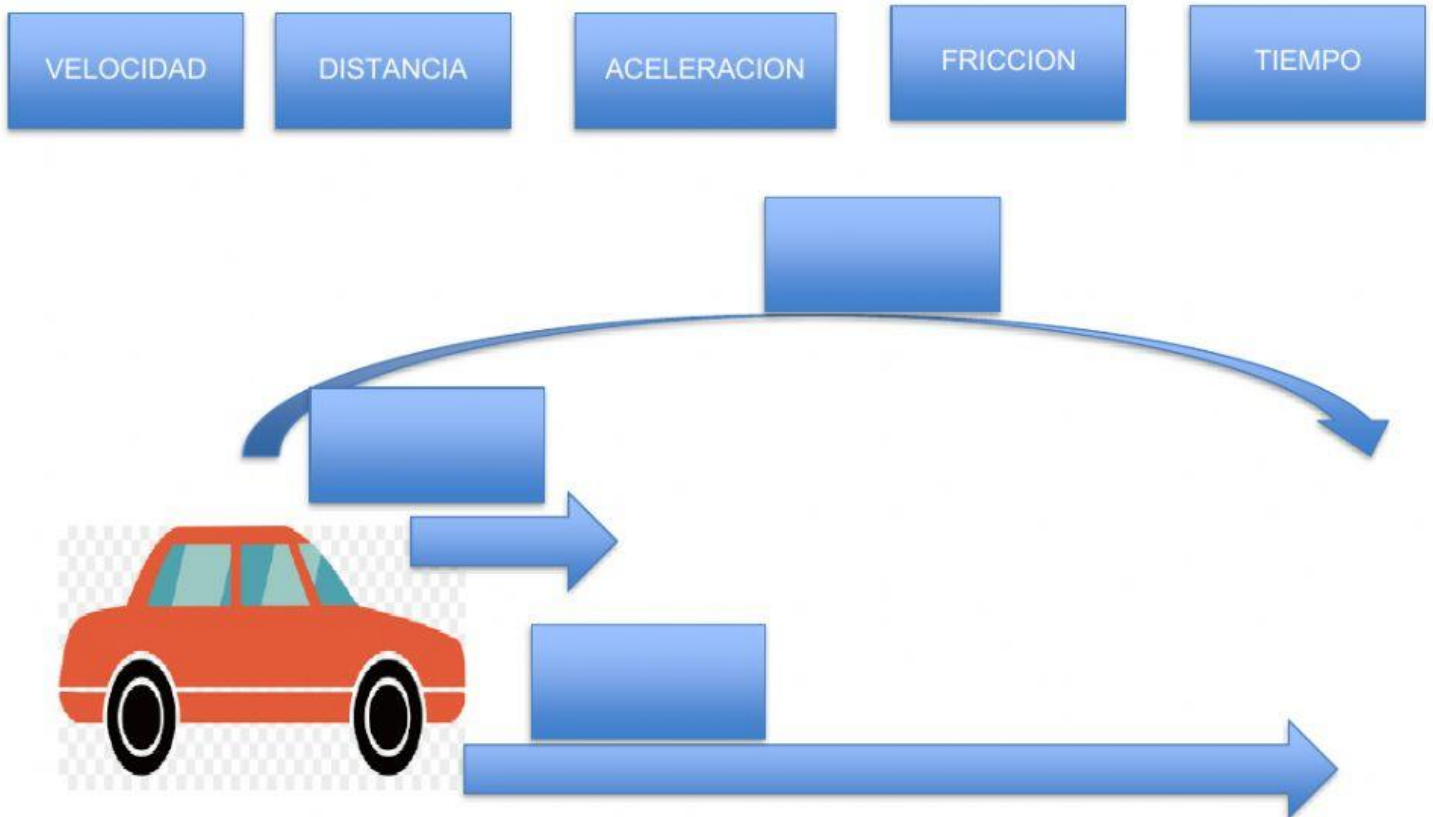 VELOCIDAD
DISTANCIA
ACELERACION
FRICCION
TIEMPO